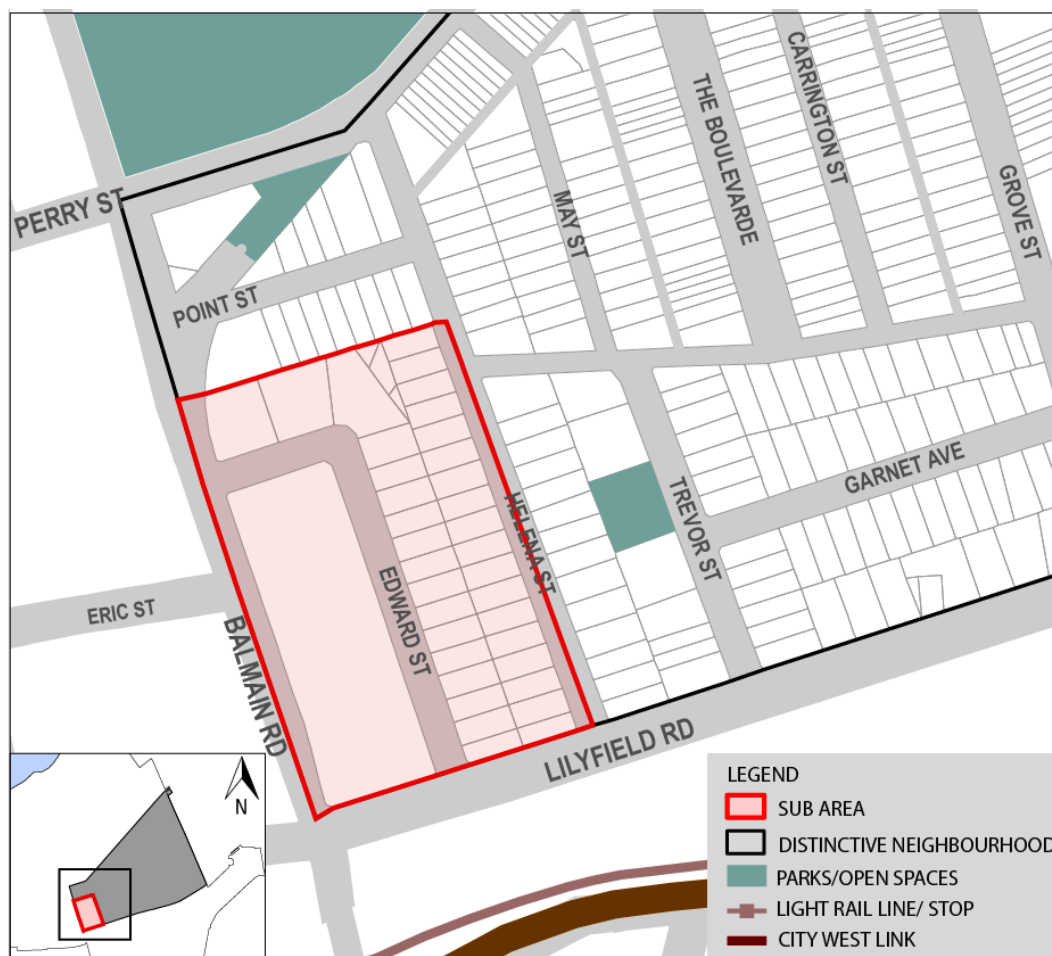 THE BOULEVARDE
CARRINGTON ST
GROVE ST
PERRY ST
MAY ST
POINT ST
GARNET AVE
TREVOR ST
HELENA ST
EDWARD ST
ERIC ST
BALMAIN RD
LILYFIELD RD
N
LEGEND
SUB AREA
DISTINCTIVE NEIGHBOURHOOD
PARKS/OPEN SPACES
LIGHT RAIL LINE/ STOP
CITY WEST LINK